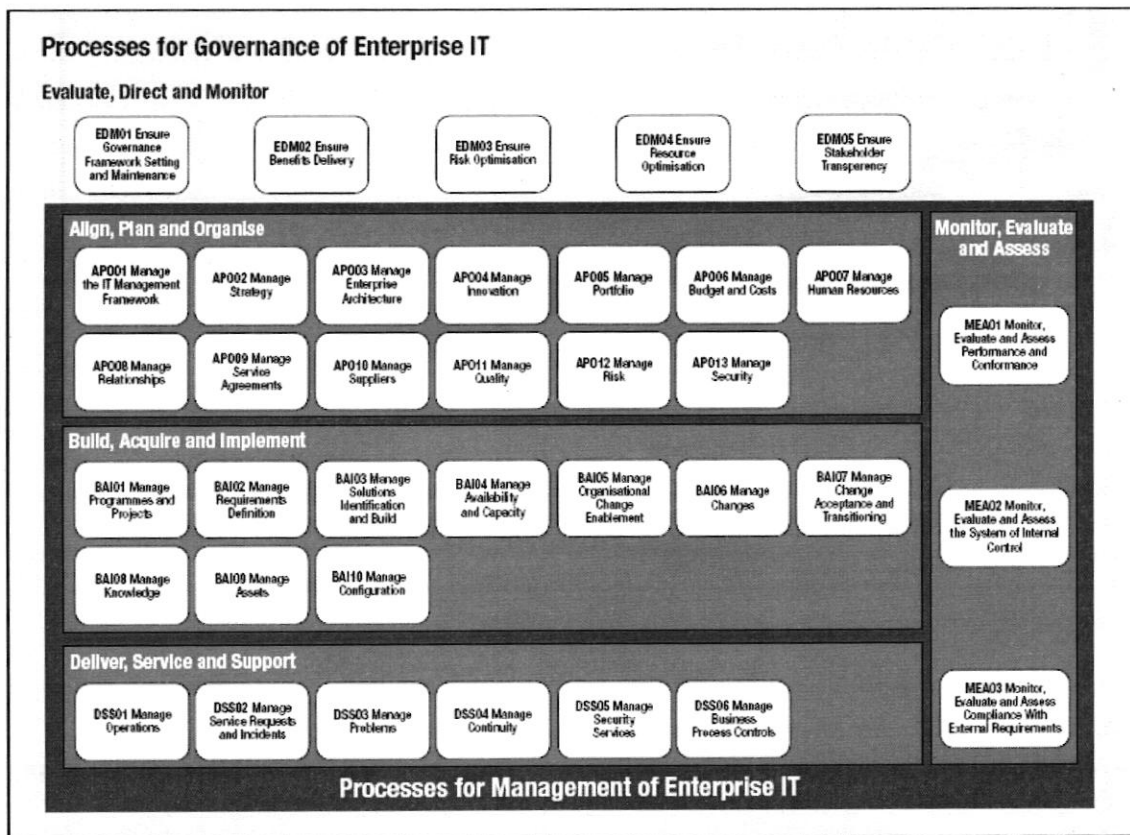 Processes for Governance of Enterprise IT
Evaluate, Direct and Monitor
EDM01 Ensure
Governance
Framework Setting
and Maintenance
EDM02 Ensure
Benefits Delivery
EDM03 Ensure
Risk Optimisation
EDM04 Ensure
Resource
Optimisation
EDM05 Ensure
Stakeholder
Transparency
Align, Plan and Organise
APO01 Manage
the IT Management
Framework
APO02 Manage
Strategy
APO03 Manage
Enterprise
Architecture
APO04 Manage
Innovation
APO05 Manage
Portfolio
APO06 Manage
Budget and Costs
APO07 Manage
Human Resources
APO08 Manage
Relationships
APO09 Manage
Service
Agreements
APO10 Manage
Suppliers
APO11 Manage
Quality
APO12 Manage
Risk
APO13 Manage
Security
Build, Acquire and Implement
BAI01 Manage
Programmes and
Projects
BAI02 Manage
Requirements
Definition
BAI03 Manage
Solutions
Identification
and Build
BAI04 Manage
Availability
and Capacity
BAI05 Manage
Organisational
Change
Enablement
BAI06 Manage
Changes
BAI07 Manage
Change
Acceptance and
Transitioning
BAI08 Manage
Knowledge
BAI09 Manage
Assets
BAI10 Manage
Configuration
Deliver, Service and Support
DSS01 Manage
Operations
DSS02 Manage
Service Requests
and Incidents
DSS03 Manage
Problems
DSS04 Manage
Continuity
DSS05 Manage
Security
Services
DSS06 Manage
Business
Process Controls
Monitor, Evaluate
and Assess
MEA01 Monitor,
Evaluate and Assess
Performance and
Conformance
MEA02 Monitor,
Evaluate and Assess
the System of Internal
Control
MEA03 Monitor,
Evaluate and Assess
Compliance With
External Requirements
Processes for Management of Enterprise IT